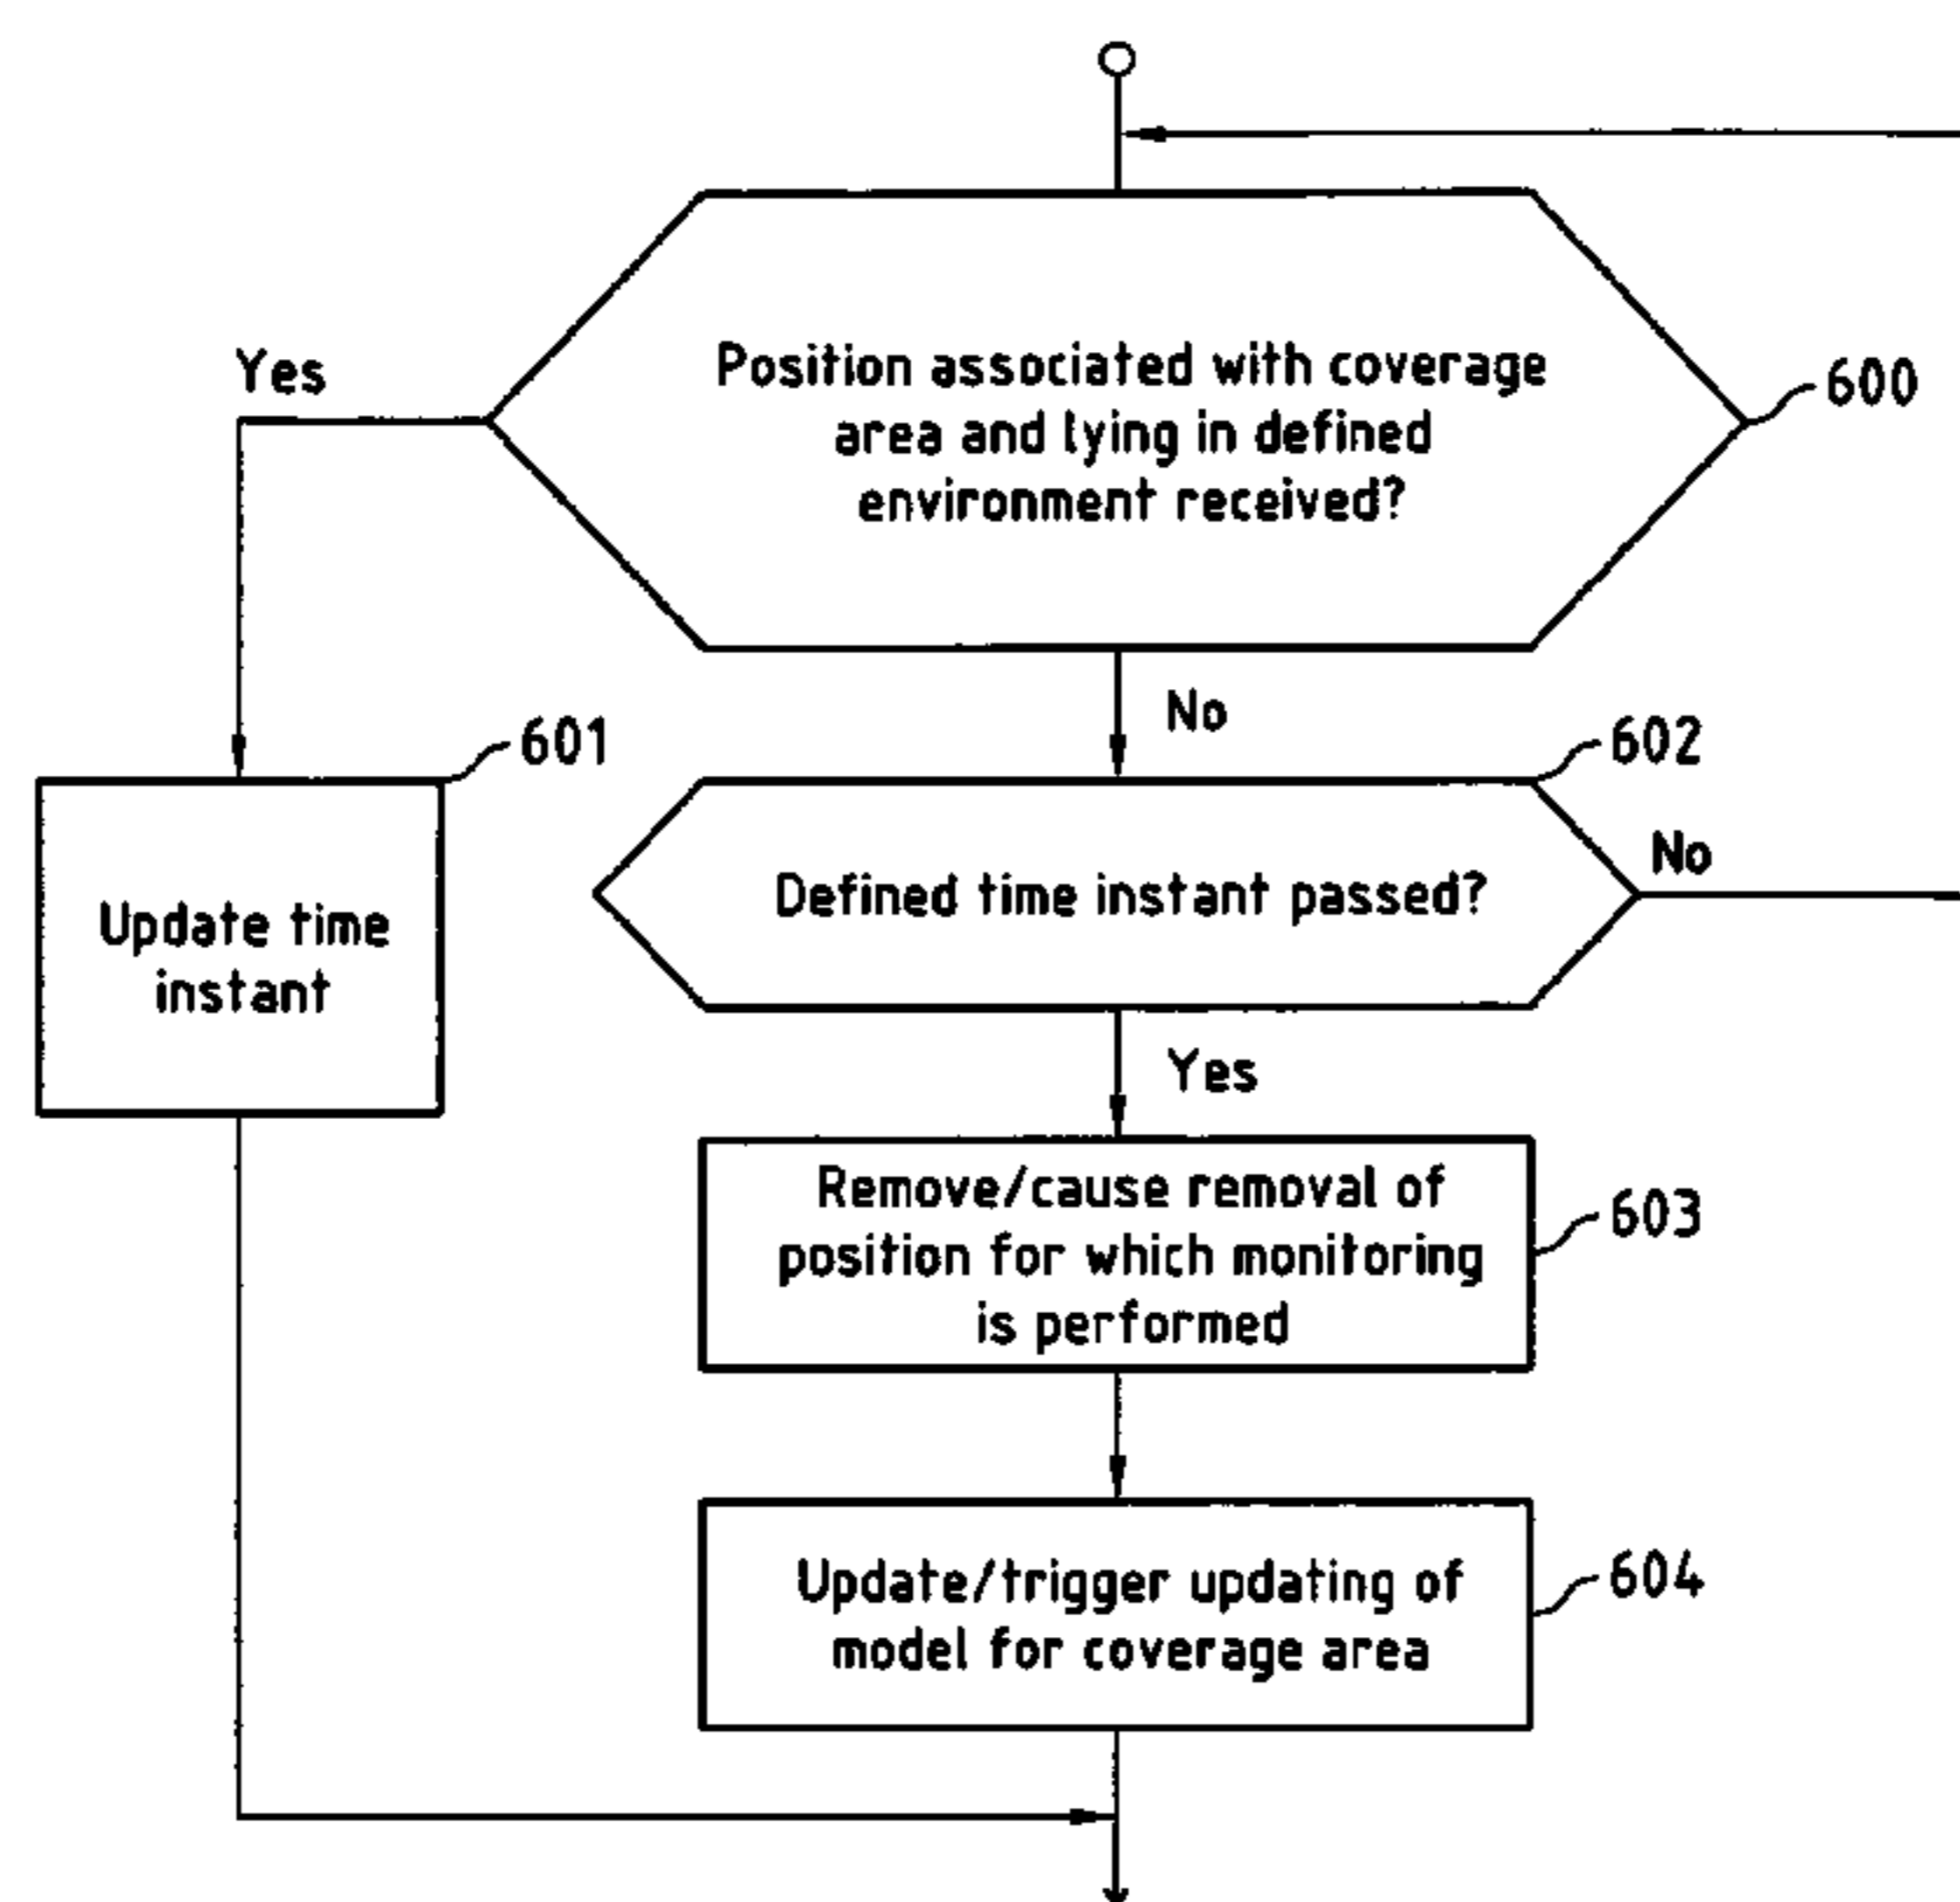 Position associated with coverage
area and lying in defined
environment received?
600
Yes
No
601
Update time
instant
602
Defined time instant passed?
No
Yes
Remove/cause removal of
position for which monitoring
is performed
603
Update/trigger updating of
model for coverage area
604